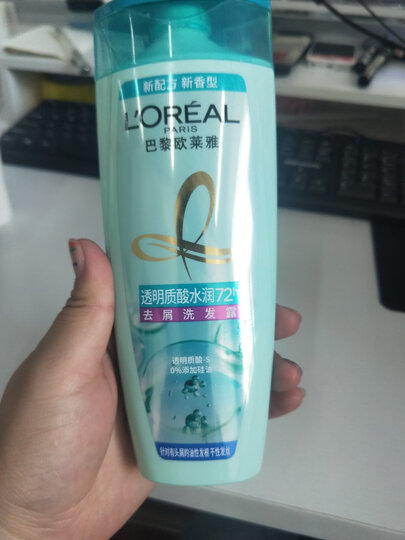 新配方 新香型
L'ORÉAL
PARIS
巴黎欧莱雅
透明质酸水润72h
去屑洗发露
透明质酸-S
0%添加硅油
针对有头屑的油性发根 干性发丝